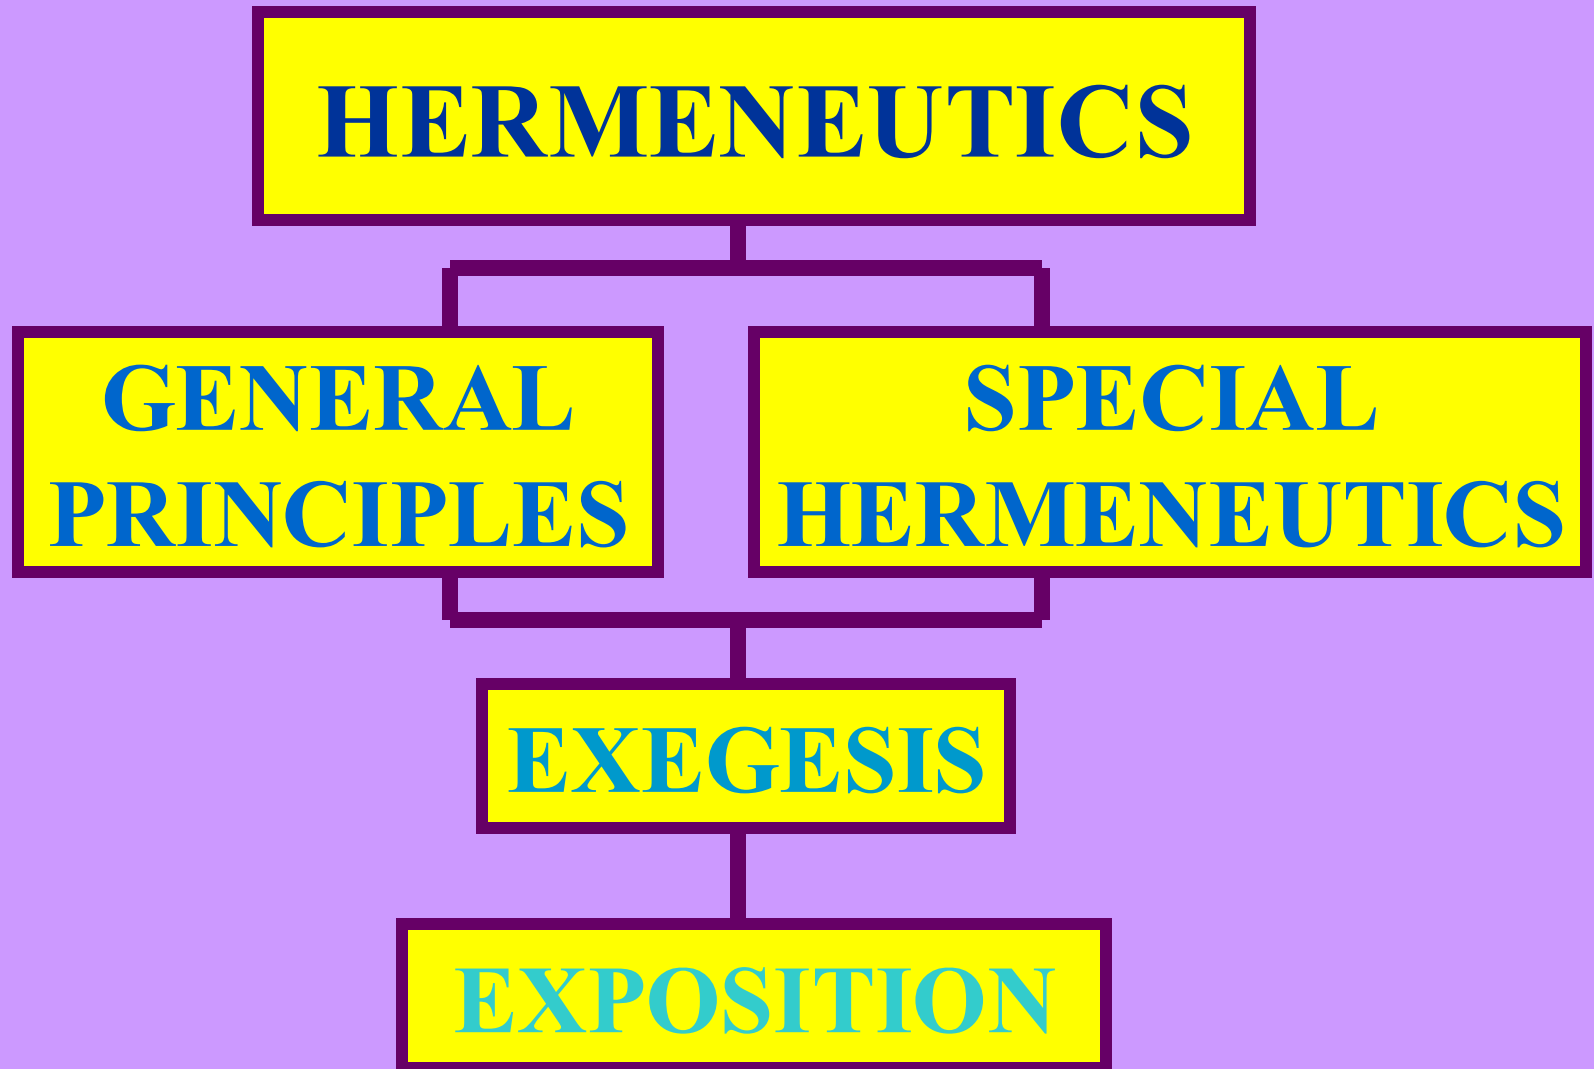 HERMENEUTICS
GENERAL
PRINCIPLES
SPECIAL
HERMENEUTICS
EXEGESIS
EXPOSITION